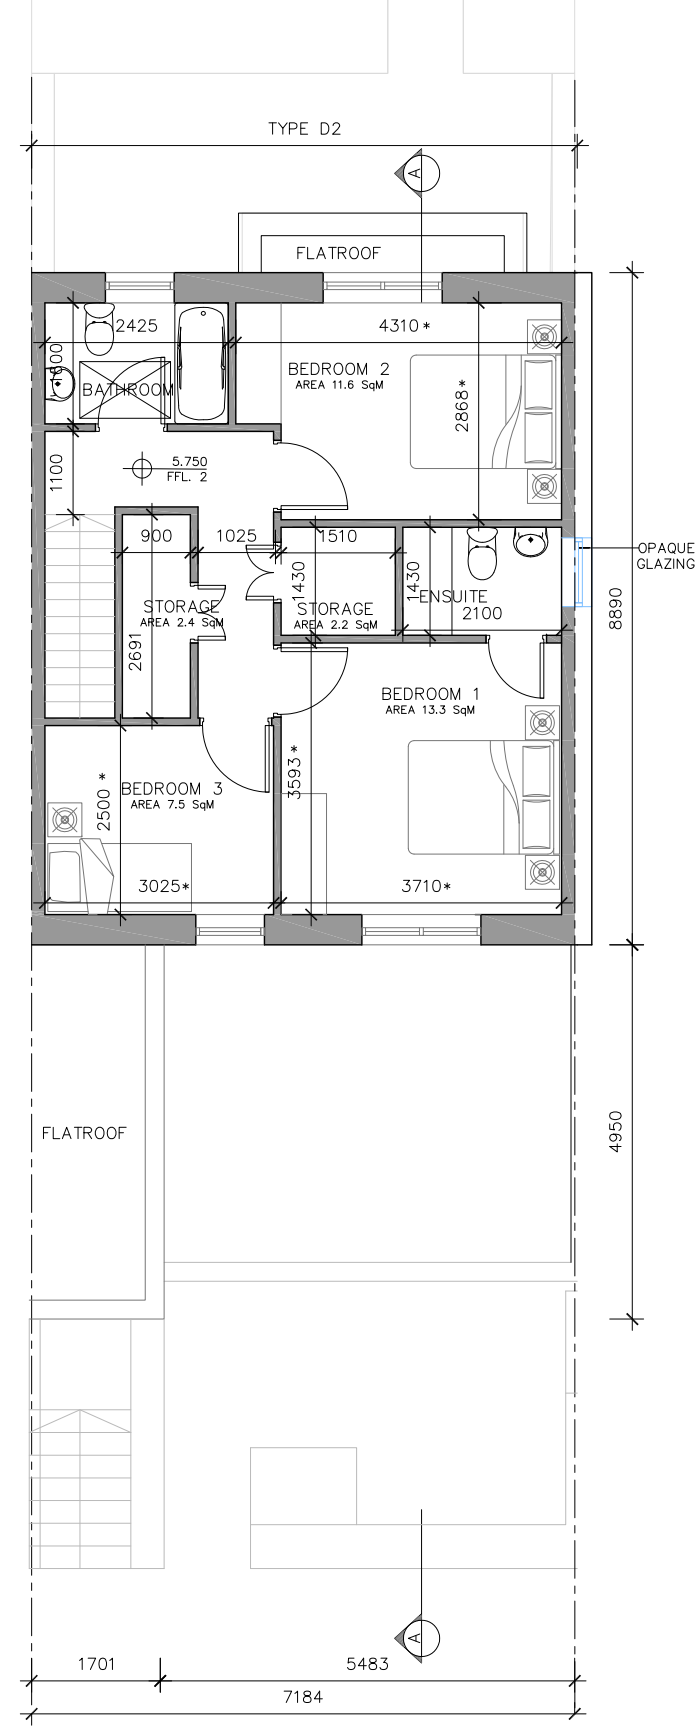 TYPE D2
A
FLATROOF
2425
4310*
BEDROOM 2
AREA 11.6 SqM
BATHROOM
2868*
1100
5.750
FFL. 2
900
1025
1510
OPAQUE
GLAZING
1430
1430
ENSUITE
STORAGE
AREA 2.4 SqM
STORAGE
AREA 2.2 SqM
2100
8890
2691
BEDROOM 1
AREA 13.3 SqM
BEDROOM 3
AREA 7.5 SqM
2500 *
3593*
3025*
3710*
FLATROOF
4950
A
1701
5483
7184